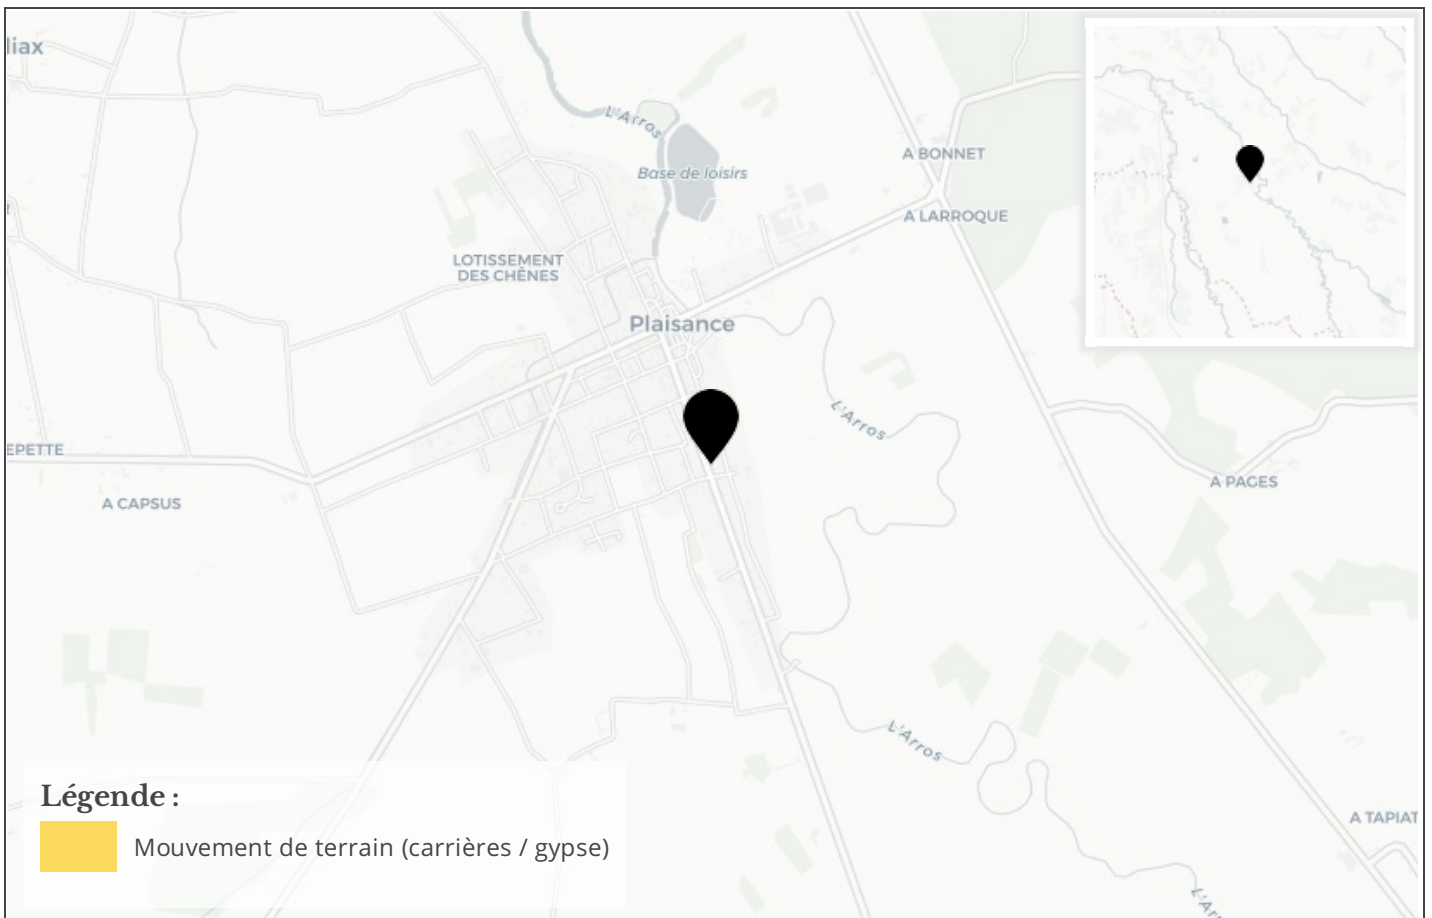 liax
L'Arros
A BONNET
Base de loisirs
A LARROQUE
LOTISSEMENT
DES CHÊNES
Plaisance
L'Arros
EPETTE
A PAGES
A CAPSUS
L'Arros
Légende :
A TAPIAT
Mouvement de terrain (carrières / gypse)
L'Ar